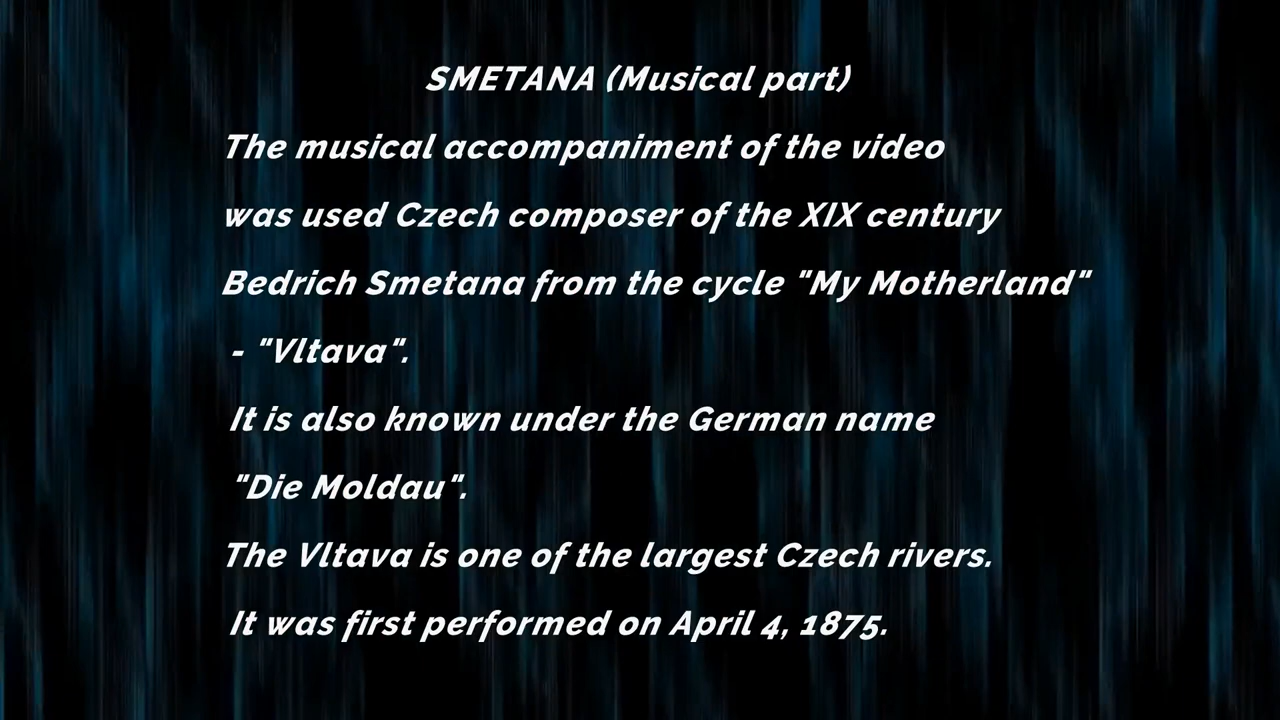 SMETANA (Musical part)
The musical accompaniment of the video
was used Czech composer of the XIX century
Bedrich Smetana from the cycle "My Motherland"
- "Vltava".
It is also known under the German name
"Die Moldau".
The Vltava is one of the largest Czech rivers.
It was first performed on April 4, 1875.